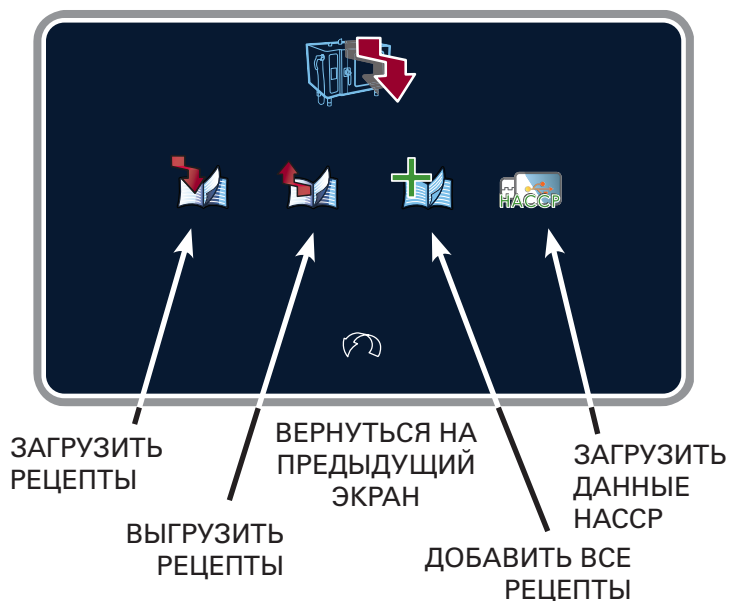 HACCP
ЗАГРУЗИТЬ
РЕЦЕПТЫ
ВЫГРУЗИТЬ
РЕЦЕПТЫ
ВЕРНУТЬСЯ НА
ПРЕДЫДУЩИЙ
ЭКРАН
ДОБАВИТЬ ВСЕ
РЕЦЕПТЫ
ЗАГРУЗИТЬ
ДАННЫЕ
HACCP